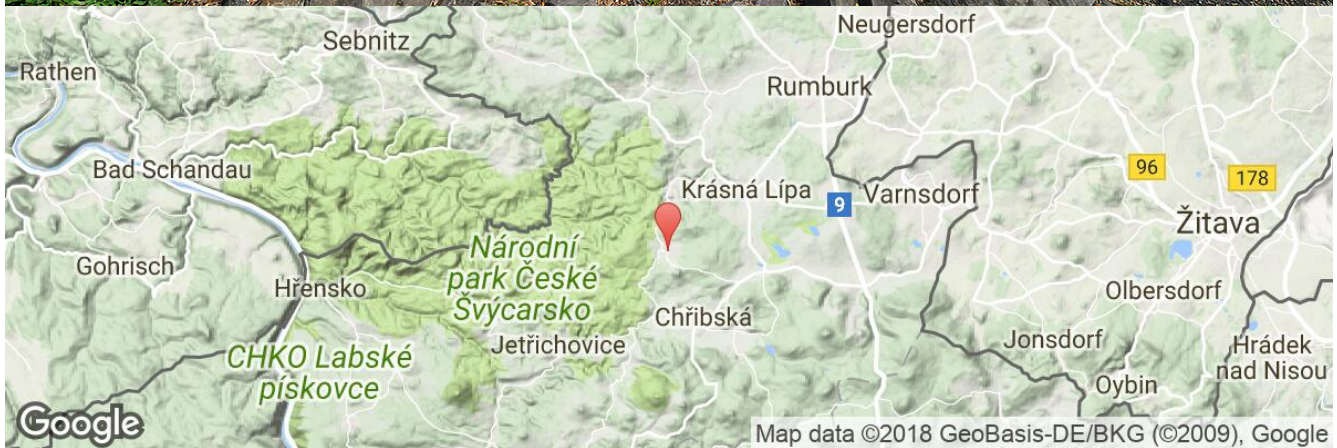 Neugersdorf
Sebnitz
Rathen
Rumburk
Bad Schandau
96
178
Krásná Lípa
9
Varnsdorf
Žitava
Národní
park České
Švýcarsko
Gohrisch
Hřensko
Olbersdorf
Chřibská
Jetřichovice
Jonsdorf
Hrádek
nad Nisou
CHKO Labské
pískovce
Oybin
Google
Map data ©2018 GeoBasis-DE/BKG (©2009), Google